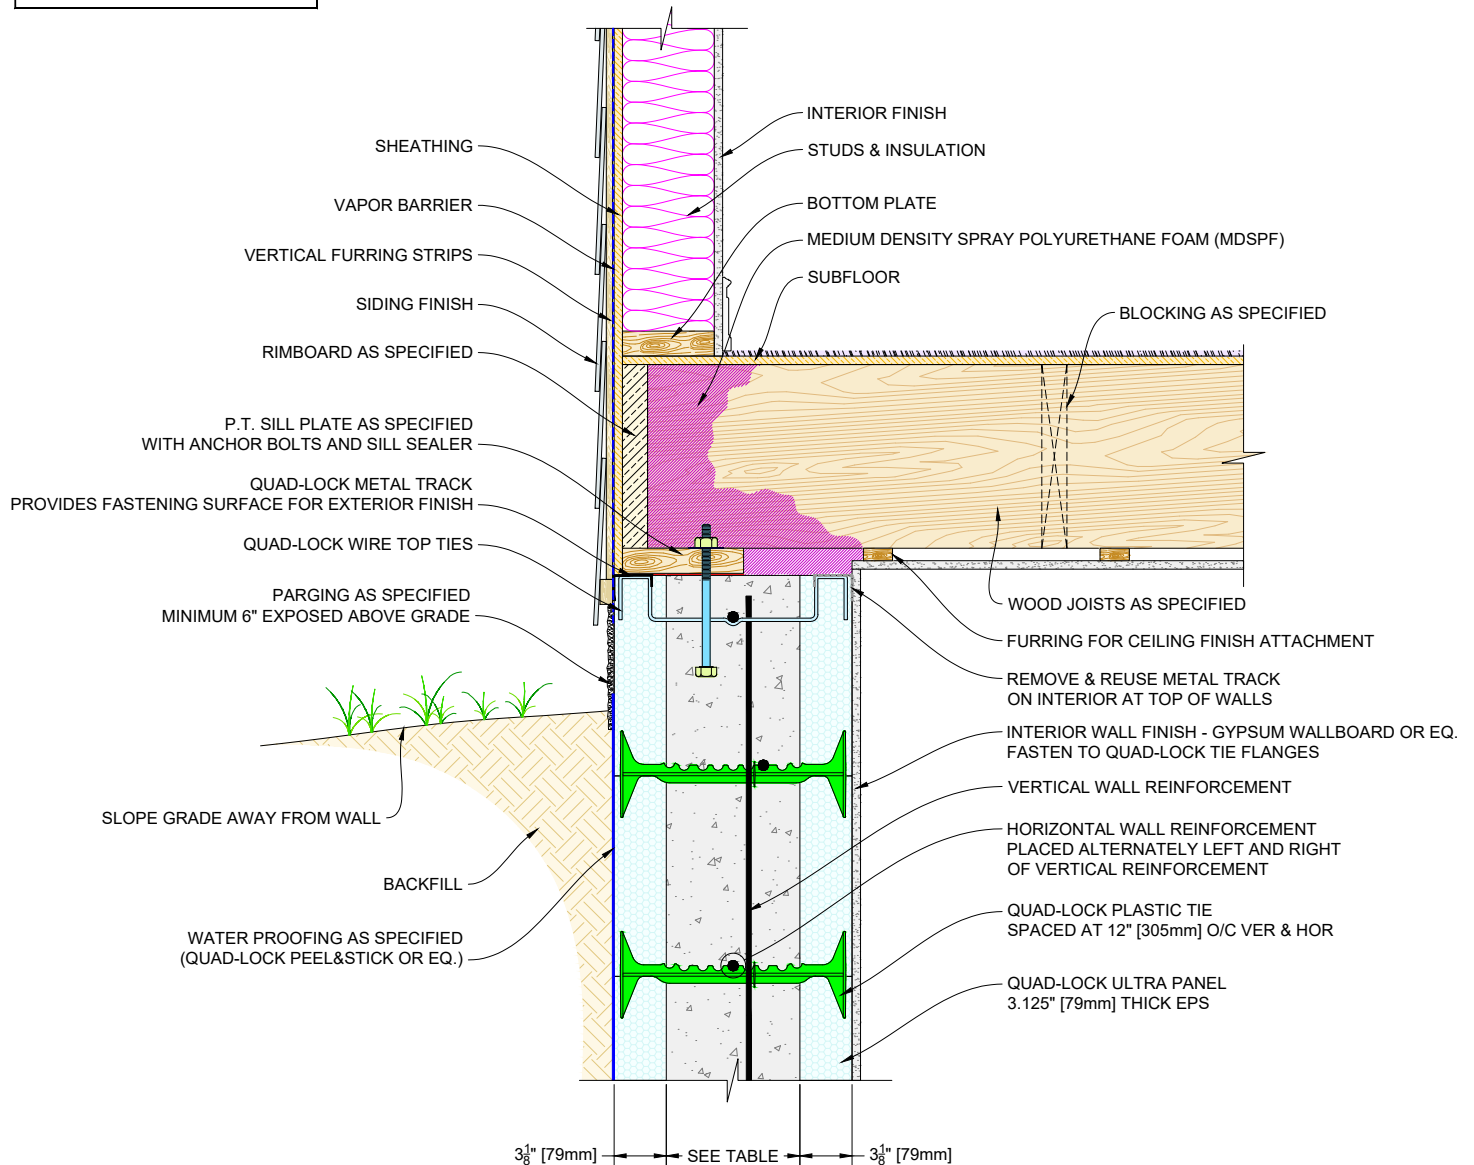 SHEATHING
VAPOR BARRIER
VERTICAL FURRING STRIPS
SIDING FINISH
RIMBOARD AS SPECIFIED
P.T. SILL PLATE AS SPECIFIED
WITH ANCHOR BOLTS AND SILL SEALER
QUAD-LOCK METAL TRACK
PROVIDES FASTENING SURFACE FOR EXTERIOR FINISH
QUAD-LOCK WIRE TOP TIES
PARGING AS SPECIFIED
MINIMUM 6" EXPOSED ABOVE GRADE
SLOPE GRADE AWAY FROM WALL
BACKFILL
WATER PROOFING AS SPECIFIED
(QUAD-LOCK PEEL&STICK OR EQ.)
INTERIOR FINISH
STUDS & INSULATION
BOTTOM PLATE
MEDIUM DENSITY SPRAY POLYURETHANE FOAM (MDSPF)
SUBFLOOR
BLOCKING AS SPECIFIED
WOOD JOISTS AS SPECIFIED
FURRING FOR CEILING FINISH ATTACHMENT
REMOVE & REUSE METAL TRACK
ON INTERIOR AT TOP OF WALLS
INTERIOR WALL FINISH - GYPSUM WALLBOARD OR EQ.
FASTEN TO QUAD-LOCK TIE FLANGES
VERTICAL WALL REINFORCEMENT
HORIZONTAL WALL REINFORCEMENT
PLACED ALTERNATELY LEFT AND RIGHT
OF VERTICAL REINFORCEMENT
QUAD-LOCK PLASTIC TIE
SPACED AT 12" [305mm] O/C VER & HOR
QUAD-LOCK ULTRA PANEL
3.125" [79mm] THICK EPS
3⅛" [79mm]
SEE TABLE
3⅛" [79mm]